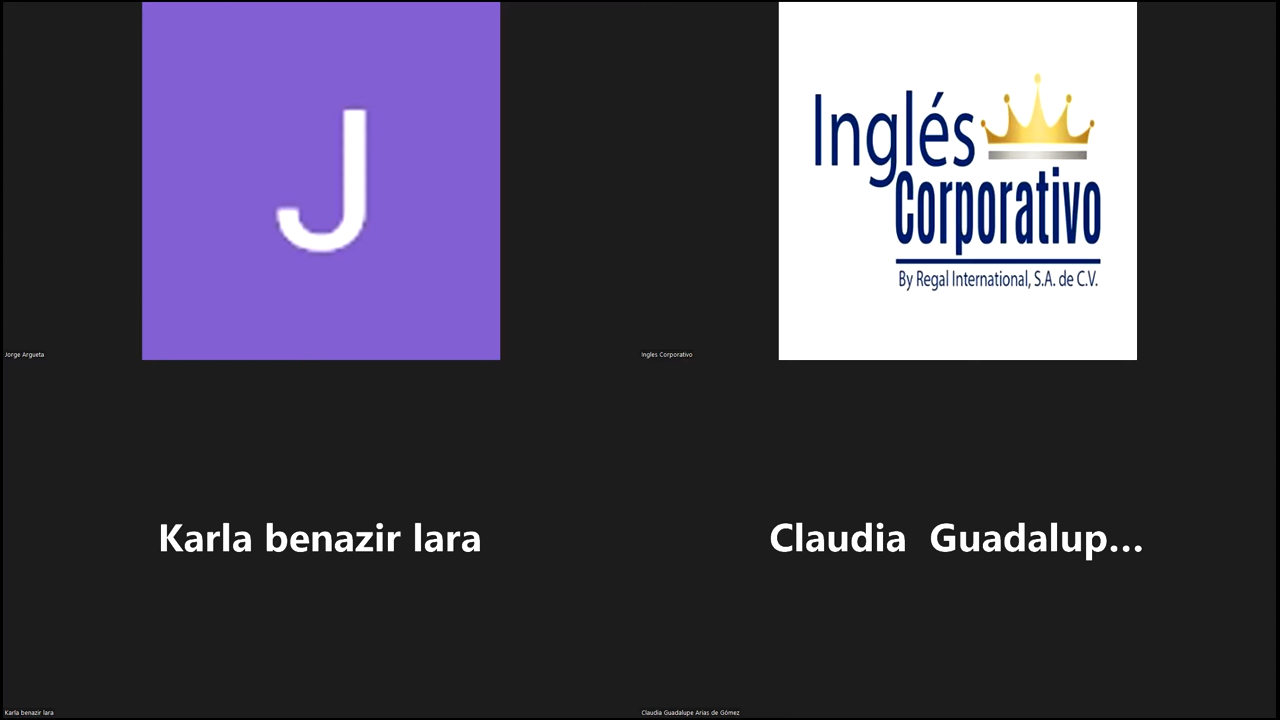 J
Inglés
Corporativo
By Regal International, S.A. de C.V.
Jorge Argueta
Ingles Corporativo
Karla benazir lara
Claudia Guadalup...
Karla benazir lara
Claudia Guadalupe Arias de Gómez